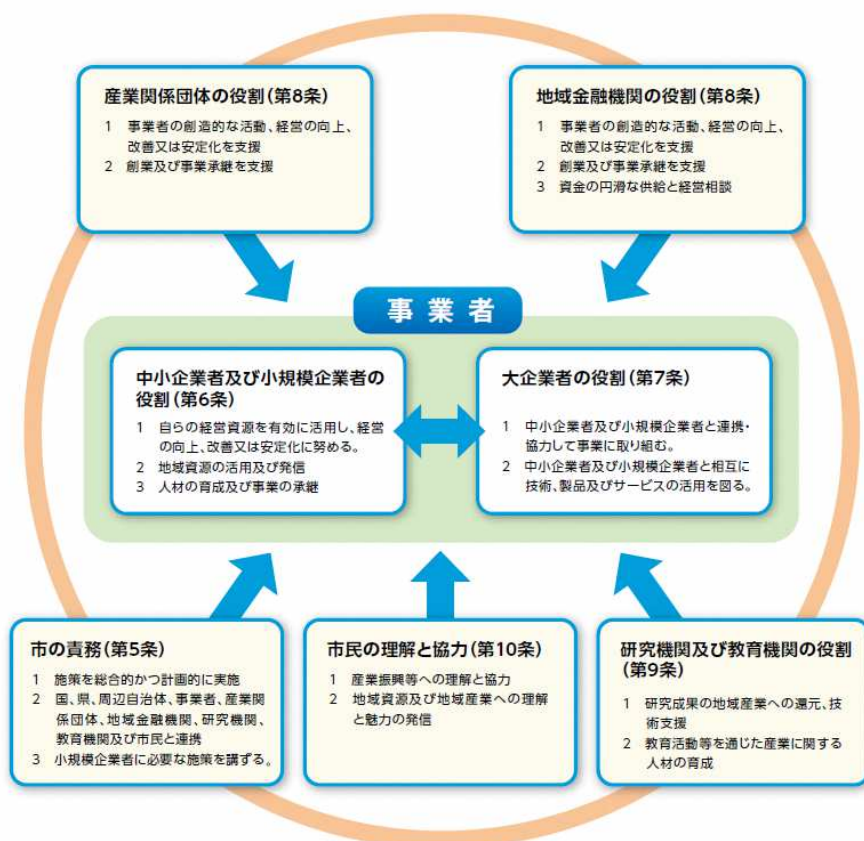 産業関係団体の役割(第8条)
1 事業者の創造的な活動、経営の向上、
改善又は安定化を支援
2 創業及び事業承継を支援
地域金融機関の役割(第8条)
1 事業者の創造的な活動、経営の向上、
改善又は安定化を支援
2 創業及び事業承継を支援
3 資金の円滑な供給と経営相談
事業者
中小企業者及び小規模企業者の
役割(第6条)
1 自らの経営資源を有効に活用し、経営
の向上、改善又は安定化に努める。
2 地域資源の活用及び発信
3 人材の育成及び事業の承継
大企業者の役割(第7条)
1 中小企業者及び小規模企業者と連携・
協力して事業に取り組む。
2 中小企業者及び小規模企業者と相互に
技術、製品及びサービスの活用を図る。
市の責務(第5条)
1 施策を総合的かつ計画的に実施
2 国、県、周辺自治体、事業者、産業関
係団体、地域金融機関、研究機関、
教育機関及び市民と連携
3 小規模企業者に必要な施策を講ずる。
市民の理解と協力(第10条)
1 産業振興等への理解と協力
2 地域資源及び地域産業への理解
と魅力の発信
研究機関及び教育機関の役割
(第9条)
1 研究成果の地域産業への還元、技
術支援
2 教育活動等を通じた産業に関する
人材の育成